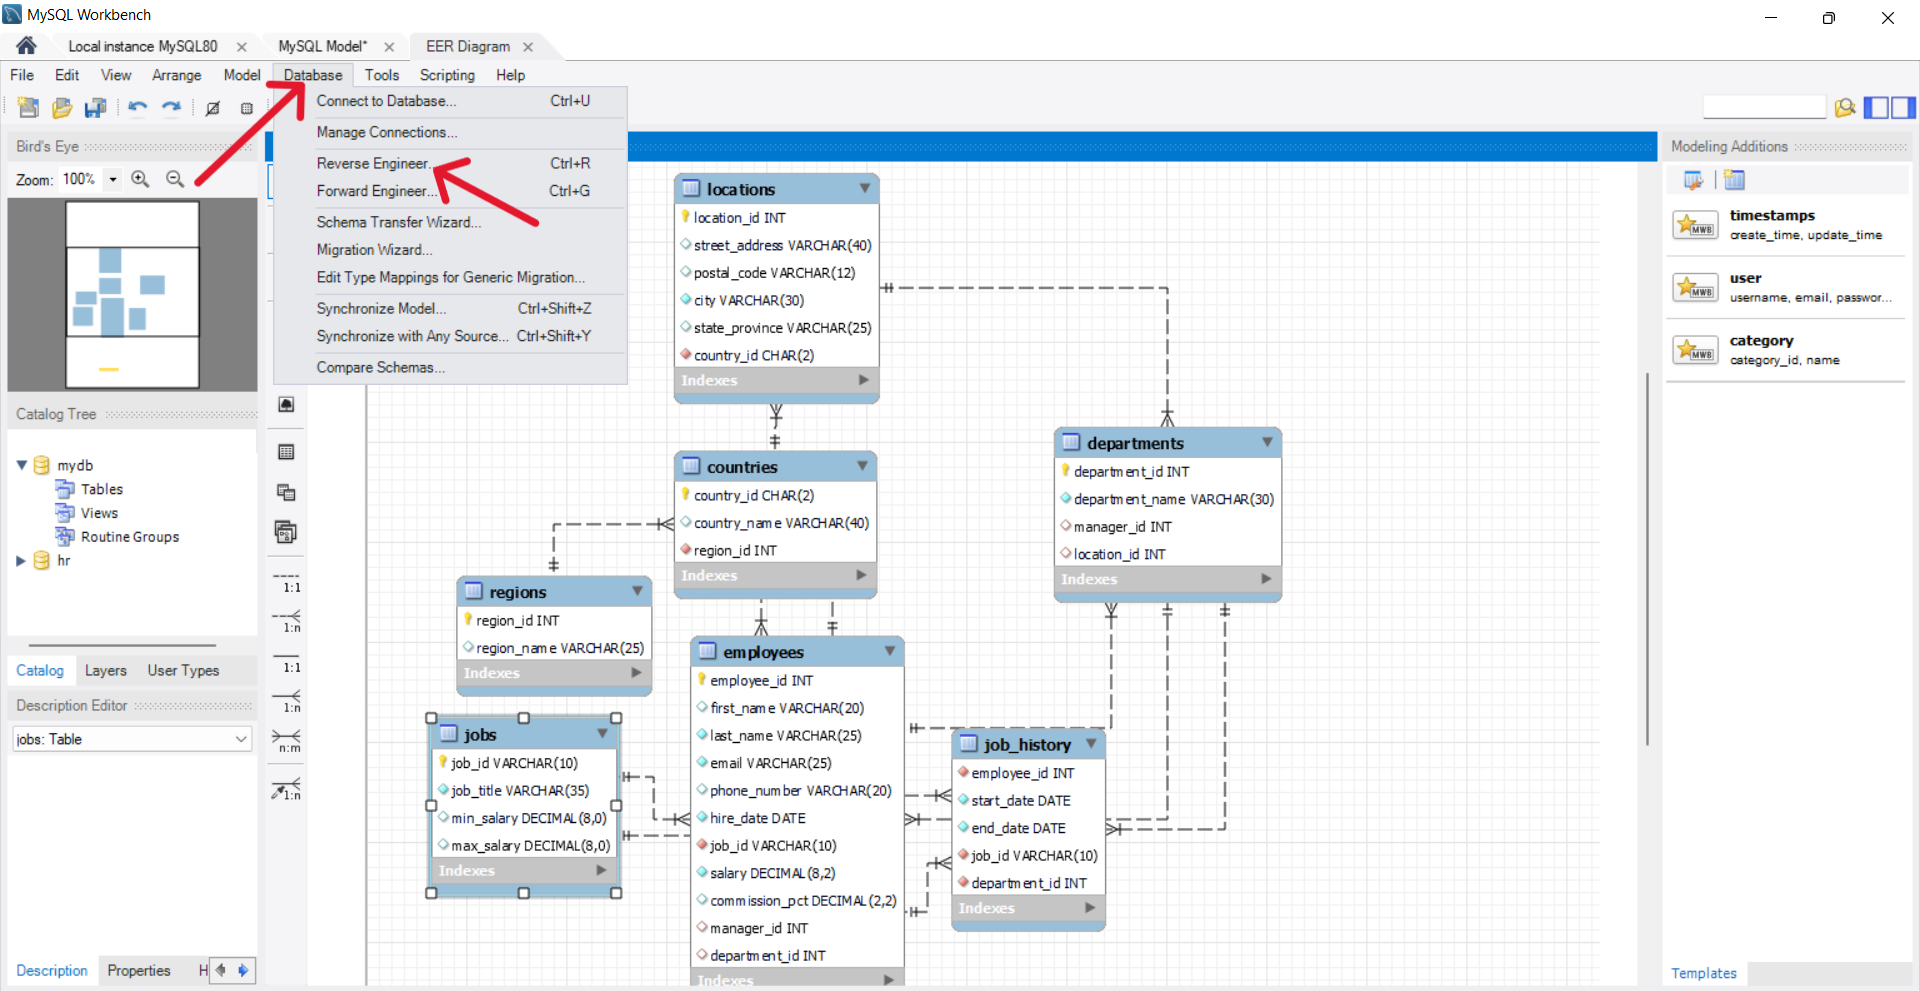 MySQL Workbench
Local instance MySQL80
MySQL Model*
EER Diagram
File Edit View Arrange Model Database Tools Scripting Help
Connect to Database... Ctrl+U
Manage Connections...
Reverse Engineer... Ctrl+R
Forward Engineer... Ctrl+G
Schema Transfer Wizard...
Migration Wizard...
Edit Type Mappings for Generic Migration...
Synchronize Model... Ctrl+Shift+Z
Synchronize with Any Source... Ctrl+Shift+Y
Compare Schemas...
Bird's Eye
Zoom: 100%
Catalog Tree
mydb
Tables
Views
Routine Groups
hr
Catalog Layers User Types
Description Editor
jobs: Table
Description Properties H
1:1
1:n
1:1
1:n
n:m
1:n
locations
location_id INT
street_address VARCHAR(40)
postal_code VARCHAR(12)
city VARCHAR(30)
state_province VARCHAR(25)
country_id CHAR(2)
Indexes
countries
country_id CHAR(2)
country_name VARCHAR(40)
region_id INT
Indexes
departments
department_id INT
department_name VARCHAR(30)
manager_id INT
location_id INT
Indexes
regions
region_id INT
region_name VARCHAR(25)
Indexes
jobs
job_id VARCHAR(10)
job_title VARCHAR(35)
min_salary DECIMAL(8,0)
max_salary DECIMAL(8,0)
Indexes
employees
employee_id INT
first_name VARCHAR(20)
last_name VARCHAR(25)
email VARCHAR(25)
phone_number VARCHAR(20)
hire_date DATE
job_id VARCHAR(10)
salary DECIMAL(8,2)
commission_pct DECIMAL(2,2)
manager_id INT
department_id INT
Indexes
job_history
employee_id INT
start_date DATE
end_date DATE
job_id VARCHAR(10)
department_id INT
Indexes
Modeling Additions
timestamps
create_time, update_time
user
username, email, passwor...
category
category_id, name
MWB
MWB
MWB
Templates